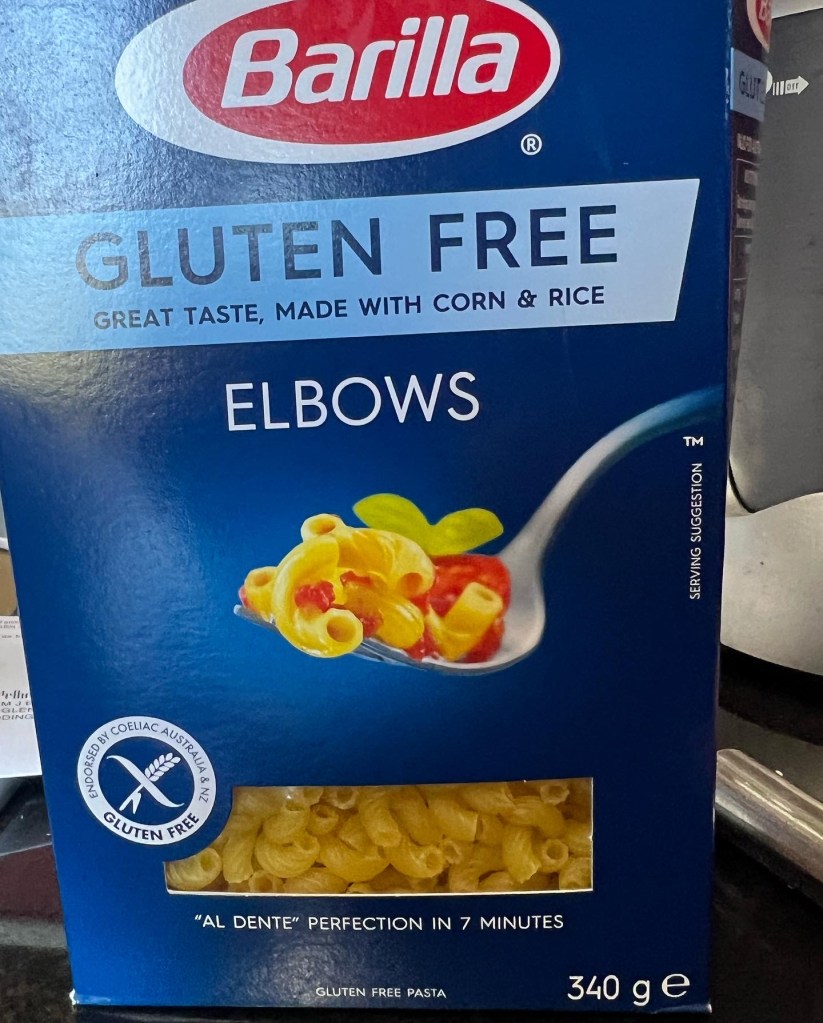 Barilla
®
GLUTEN FREE
GREAT TASTE, MADE WITH CORN & RICE
ELBOWS
TM
SERVING SUGGESTION
ENDORSED BY COELIAC AUSTRALIA & NZ
GLUTEN FREE
"AL DENTE" PERFECTION IN 7 MINUTES
GLUTEN FREE PASTA
340 g e
OFF